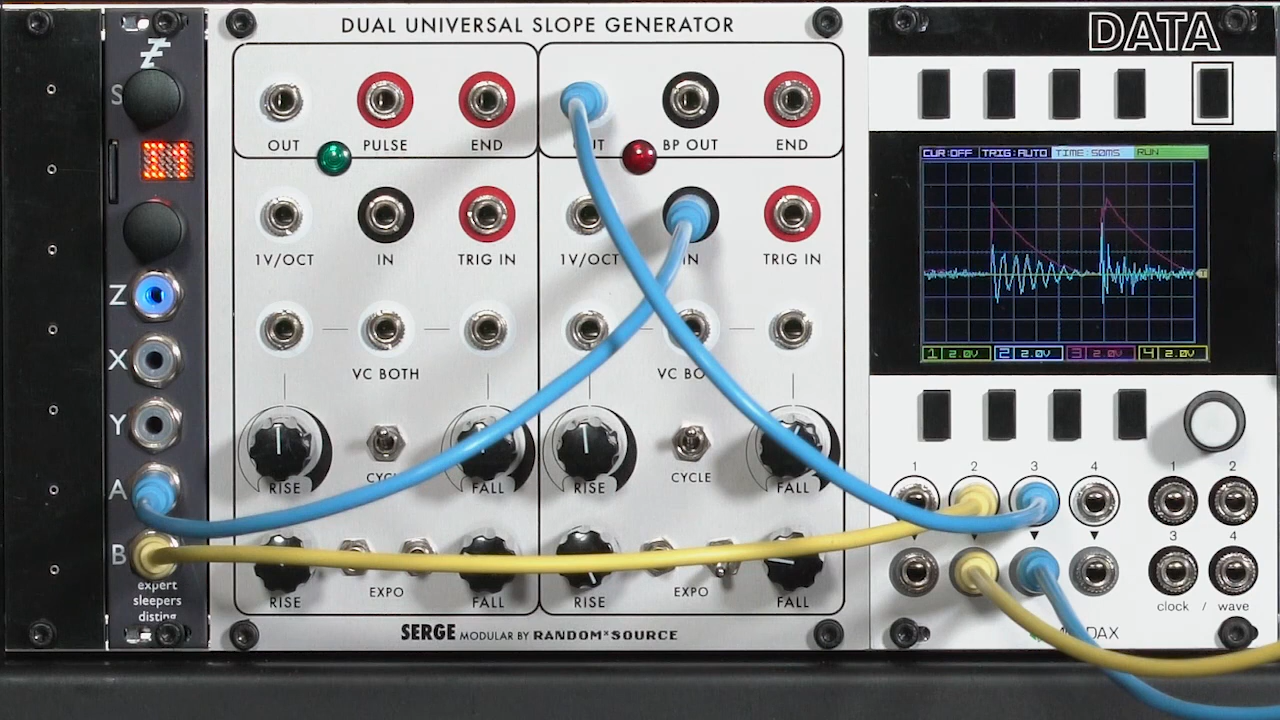 DUAL UNIVERSAL SLOPE GENERATOR
DATA
S
OUT PULSE END BP OUT END
CUR:OFF TRIG:AUTO TIME:50MS RUN
1V/OCT IN TRIG IN 1V/OCT IN TRIG IN
Z
X
VC BOTH
1 2.0V 2 2.0V 3 2.0V 4 2.0V
Y
A
B
RISE FALL RISE CYCLE FALL
1 2 3 4 1 2
3 4
RISE EXPO FALL RISE EXPO FALL
clock / wave
expert
sleepers
disting
SERGE MODULAR BY RANDOM*SOURCE